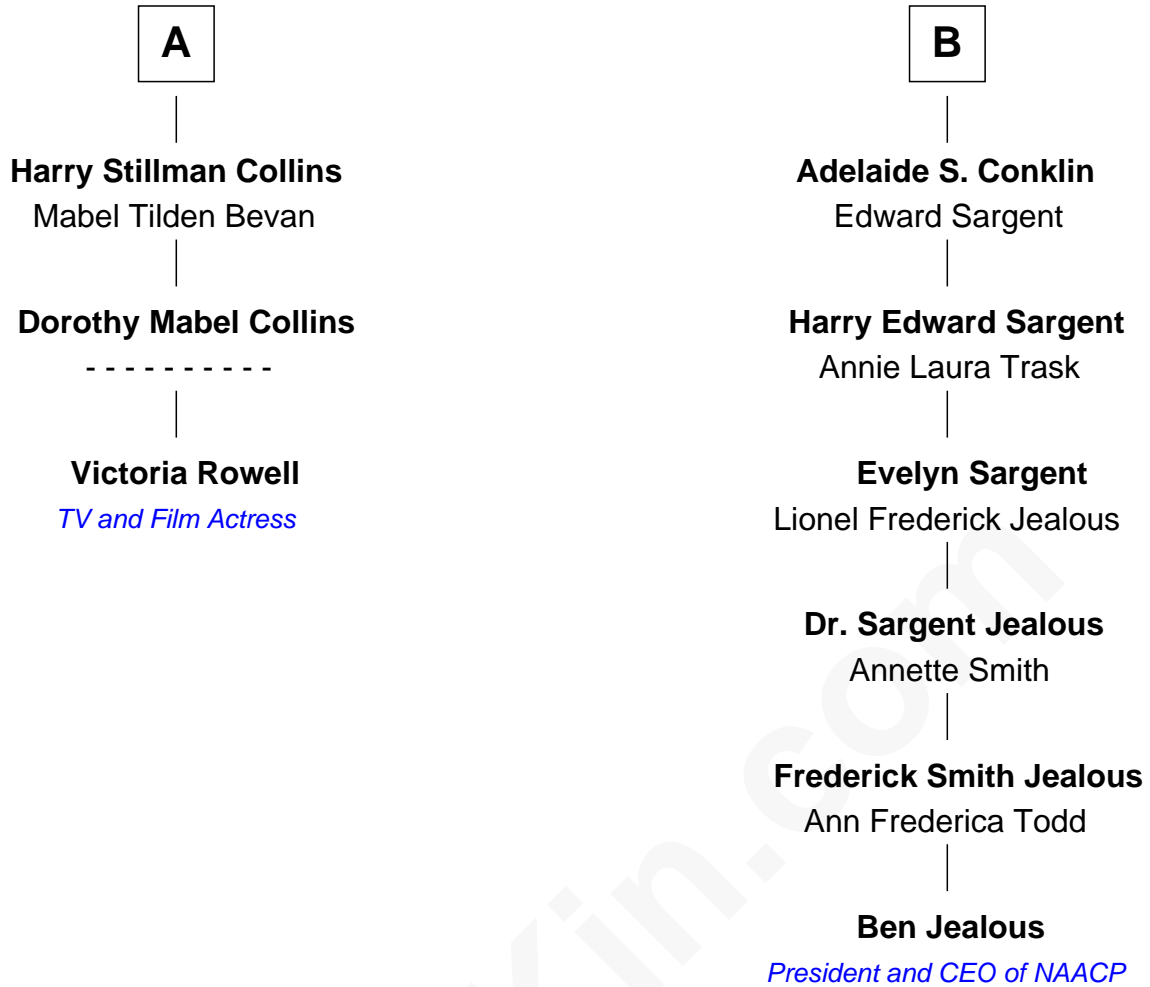 A
Harry Stillman Collins
Mabel Tilden Bevan
Dorothy Mabel Collins
- - - - - - - - - -
Victoria Rowell
TV and Film Actress
B
Adelaide S. Conklin
Edward Sargent
Harry Edward Sargent
Annie Laura Trask
Evelyn Sargent
Lionel Frederick Jealous
Dr. Sargent Jealous
Annette Smith
Frederick Smith Jealous
Ann Frederica Todd
Ben Jealous
President and CEO of NAACP